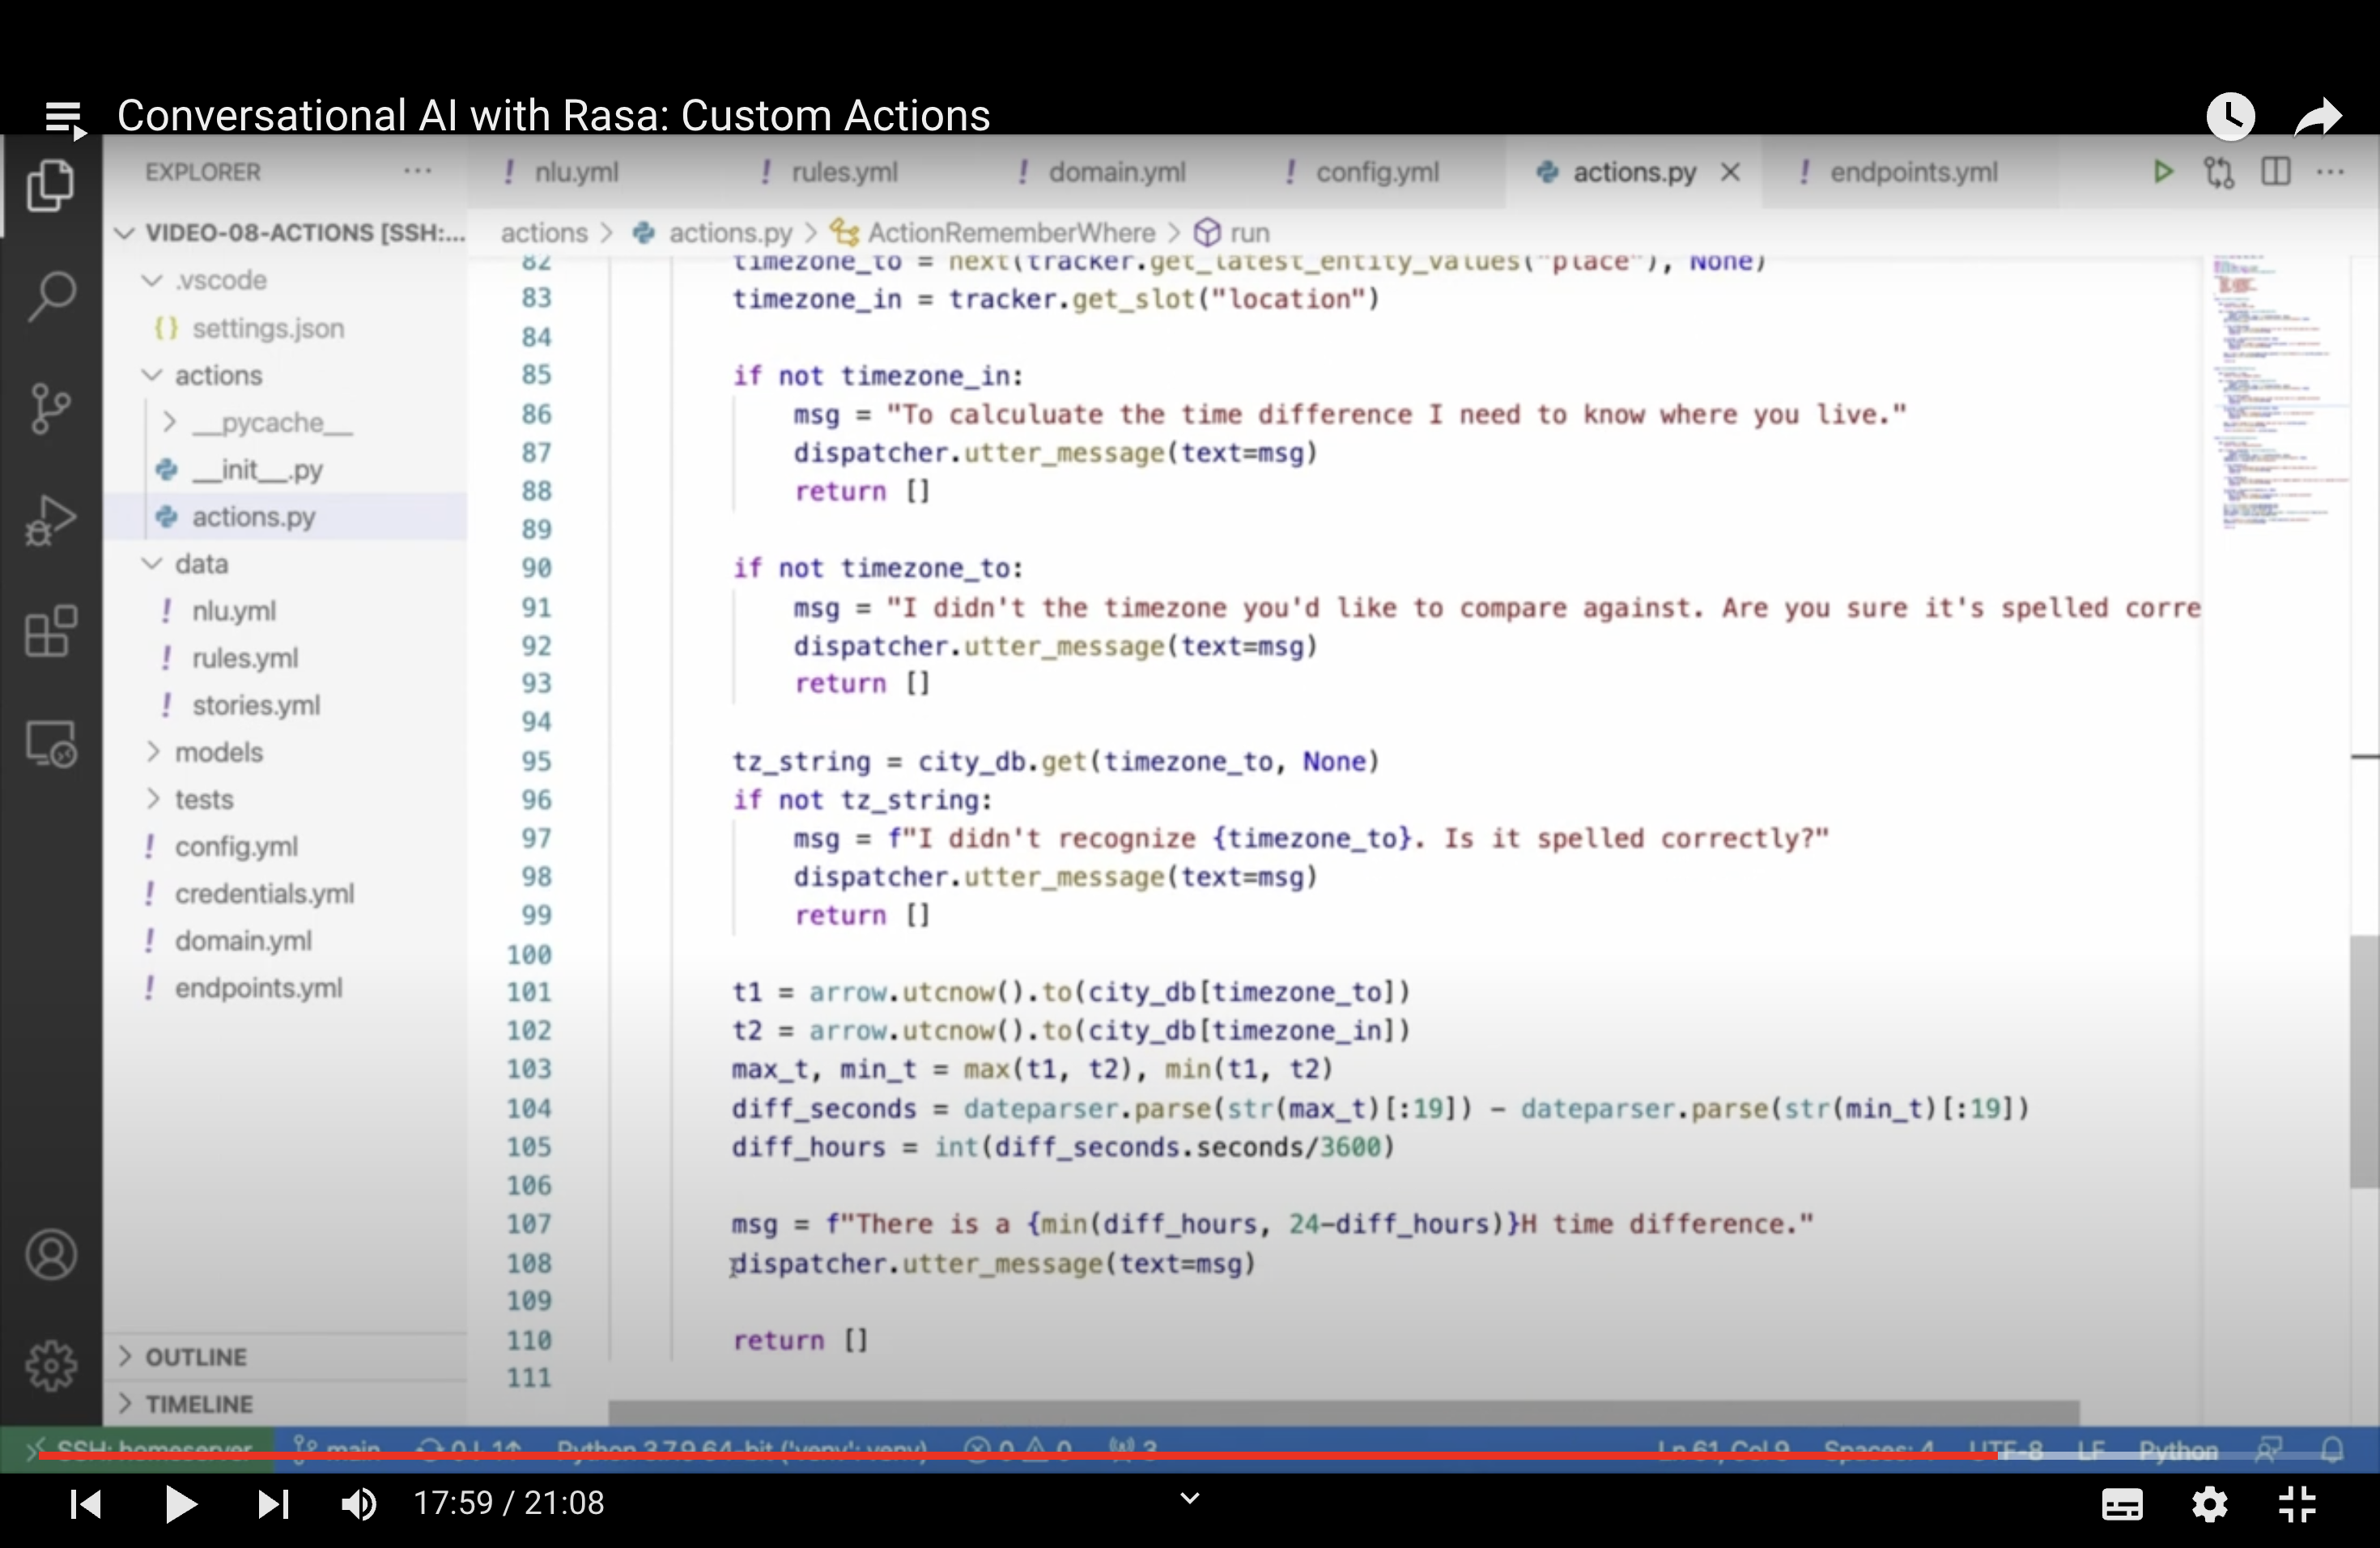 Conversational AI with Rasa: Custom Actions
EXPLORER ···
! nlu.yml ! rules.yml ! domain.yml ! config.yml actions.py ! endpoints.yml ···
VIDEO-08-ACTIONS [SSH:...
actions > actions.py > ActionRememberWhere > run
.vscode
{} settings.json
actions
__pycache__
__init__.py
actions.py
data
! nlu.yml
! rules.yml
! stories.yml
models
tests
! config.yml
! credentials.yml
! domain.yml
! endpoints.yml
OUTLINE
TIMELINE
82 timezone_to = next(tracker.get_latest_entity_values("place"), None)
83 timezone_in = tracker.get_slot("location")
84
85 if not timezone_in:
86 msg = "To calculuate the time difference I need to know where you live."
87 dispatcher.utter_message(text=msg)
88 return []
89
90 if not timezone_to:
91 msg = "I didn't the timezone you'd like to compare against. Are you sure it's spelled corre
92 dispatcher.utter_message(text=msg)
93 return []
94
95 tz_string = city_db.get(timezone_to, None)
96 if not tz_string:
97 msg = f"I didn't recognize {timezone_to}. Is it spelled correctly?"
98 dispatcher.utter_message(text=msg)
99 return []
100
101 t1 = arrow.utcnow().to(city_db[timezone_to])
102 t2 = arrow.utcnow().to(city_db[timezone_in])
103 max_t, min_t = max(t1, t2), min(t1, t2)
104 diff_seconds = dateparser.parse(str(max_t)[:19]) - dateparser.parse(str(min_t)[:19])
105 diff_hours = int(diff_seconds.seconds/3600)
106
107 msg = f"There is a {min(diff_hours, 24-diff_hours)}H time difference."
108 dispatcher.utter_message(text=msg)
109
110 return []
111
SSH: homeserver main 0↓ 1↑ Python 3.7.9 64-bit ('venv': venv) 0 0 3 Ln 61, Col 9 Spaces: 4 UTF-8 LF Python
17:59 / 21:08